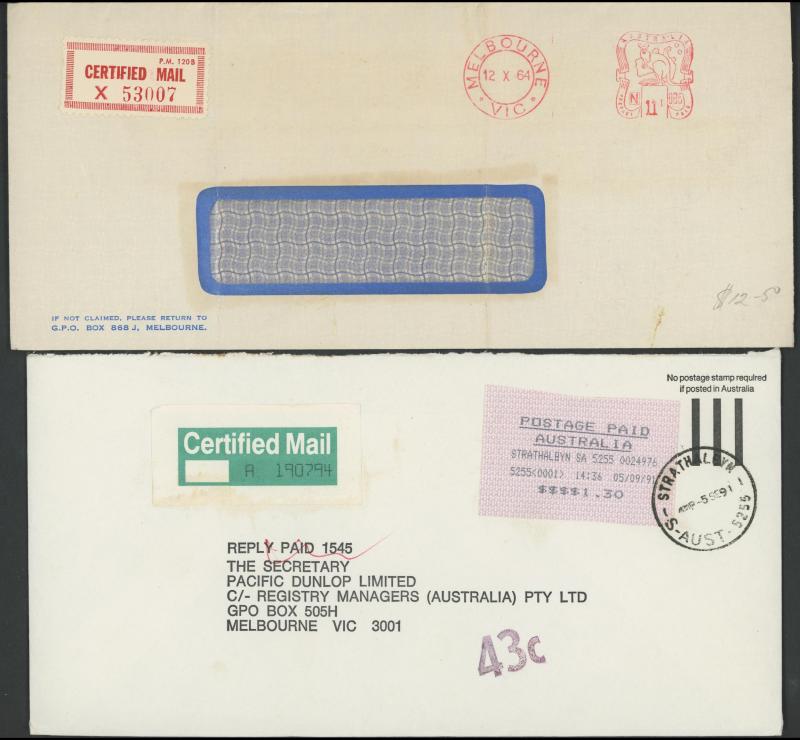 P.M. 120B
CERTIFIED MAIL
X 53007
MELBOURNE
12 X 64
VIC
AUSTRALIA
N 11
$12-50
IF NOT CLAIMED, PLEASE RETURN TO
G.P.O. BOX 868 J, MELBOURNE.
No postage stamp required
if posted in Australia
Certified Mail
A 190794
POSTAGE PAID
AUSTRALIA
STRATHALBYN SA 5255 0024976
5255<0001> 14:36 05/09/91
$$$$1.30
STRATHALBYN
-5SE91
S-AUST. 5255
REPLY PAID 1545
THE SECRETARY
PACIFIC DUNLOP LIMITED
C/- REGISTRY MANAGERS (AUSTRALIA) PTY LTD
GPO BOX 505H
MELBOURNE VIC 3001
43c